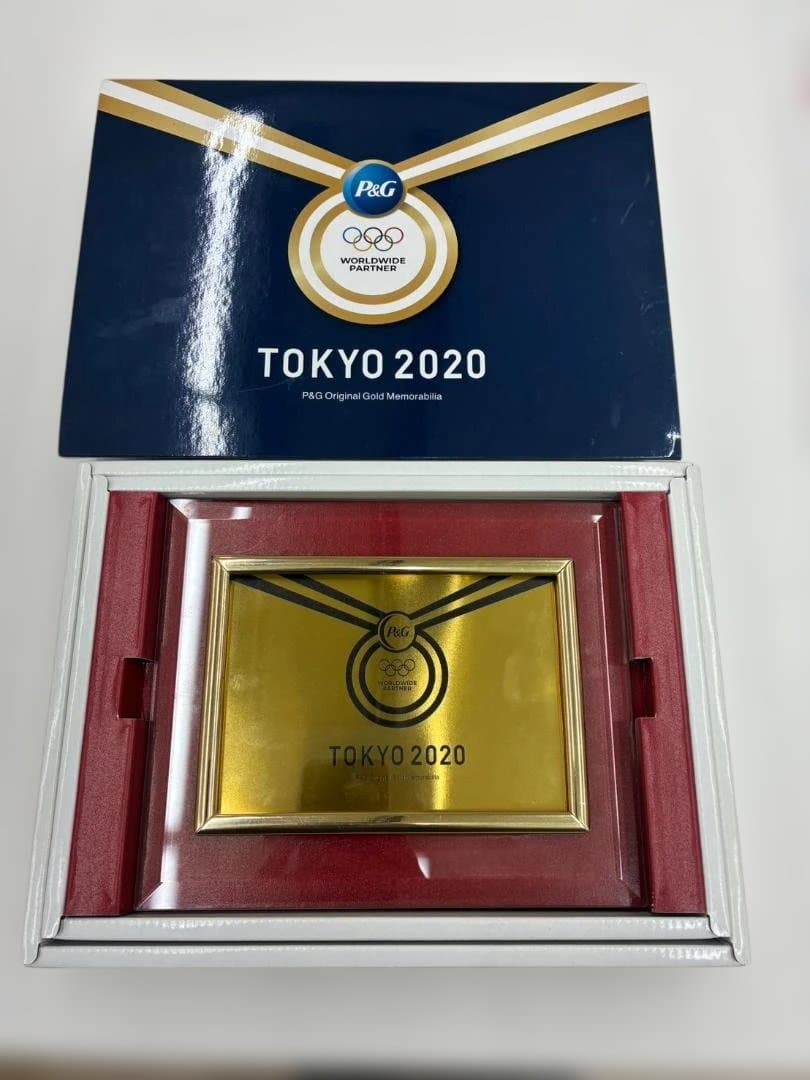 P&G
WORLDWIDE
PARTNER
TOKYO 2020
P&G Original Gold Memorabilia
P&G
WORLDWIDE
PARTNER
TOKYO 2020